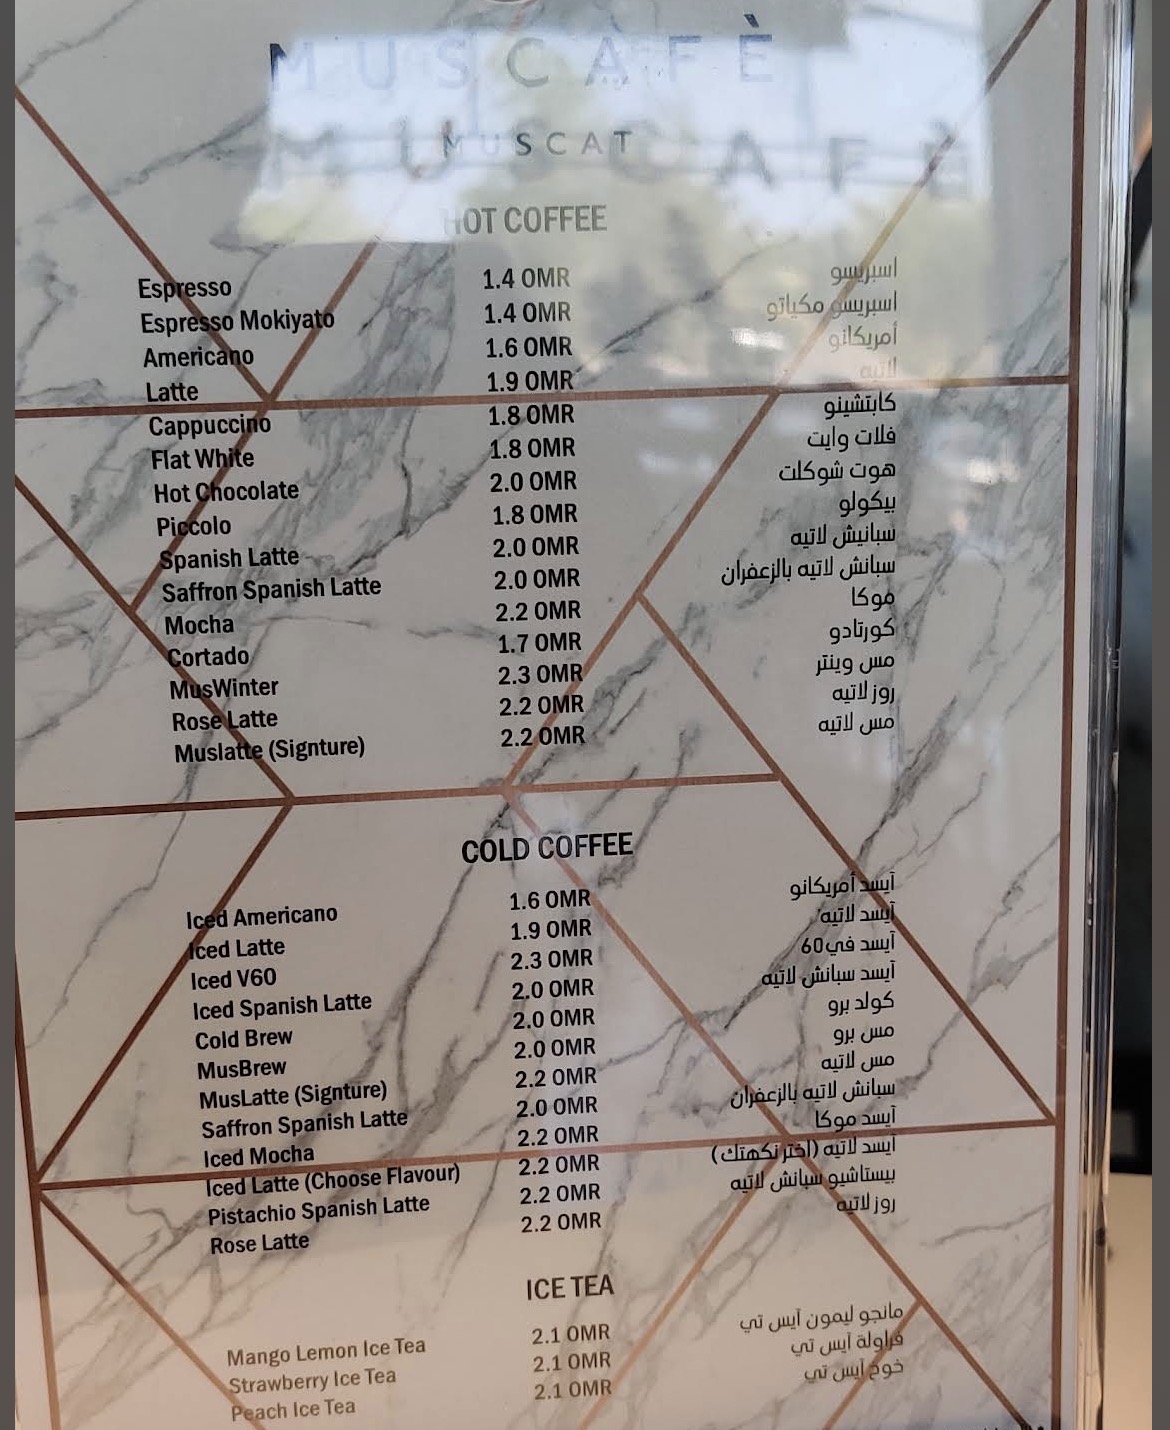 MUSCAFÈ
MUSCAT
HOT COFFEE
Espresso 1.4 OMR اسبريسو
Espresso Mokiyato 1.4 OMR اسبريسو مكياتو
Americano 1.6 OMR أمريكانو
Latte 1.9 OMR لاتيه
Cappuccino 1.8 OMR كابتشينو
Flat White 1.8 OMR فلات وايت
Hot Chocolate 2.0 OMR هوت شوكلت
Piccolo 1.8 OMR بيكولو
Spanish Latte 2.0 OMR سبانيش لاتيه
Saffron Spanish Latte 2.0 OMR سبانش لاتيه بالزعفران
Mocha 2.2 OMR موكا
Cortado 1.7 OMR كورتادو
MusWinter 2.3 OMR مس وينتر
Rose Latte 2.2 OMR روز لاتيه
Muslatte (Signture) 2.2 OMR مس لاتيه
COLD COFFEE
Iced Americano 1.6 OMR آيسد أمريكانو
Iced Latte 1.9 OMR آيسد لاتيه
Iced V60 2.3 OMR آيسد في60
Iced Spanish Latte 2.0 OMR آيسد سبانش لاتيه
Cold Brew 2.0 OMR كولد برو
MusBrew 2.0 OMR مس برو
MusLatte (Signture) 2.2 OMR مس لاتيه
Saffron Spanish Latte 2.0 OMR سبانش لاتيه بالزعفران
Iced Mocha 2.2 OMR آيسد موكا
Iced Latte (Choose Flavour) 2.2 OMR آيسد لاتيه (اختر نكهتك)
Pistachio Spanish Latte 2.2 OMR بيستاشيو سبانش لاتيه
Rose Latte 2.2 OMR روز لاتيه
ICE TEA
Mango Lemon Ice Tea 2.1 OMR مانجو ليمون آيس تي
Strawberry Ice Tea 2.1 OMR فراولة آيس تي
Peach Ice Tea 2.1 OMR خوخ آيس تي